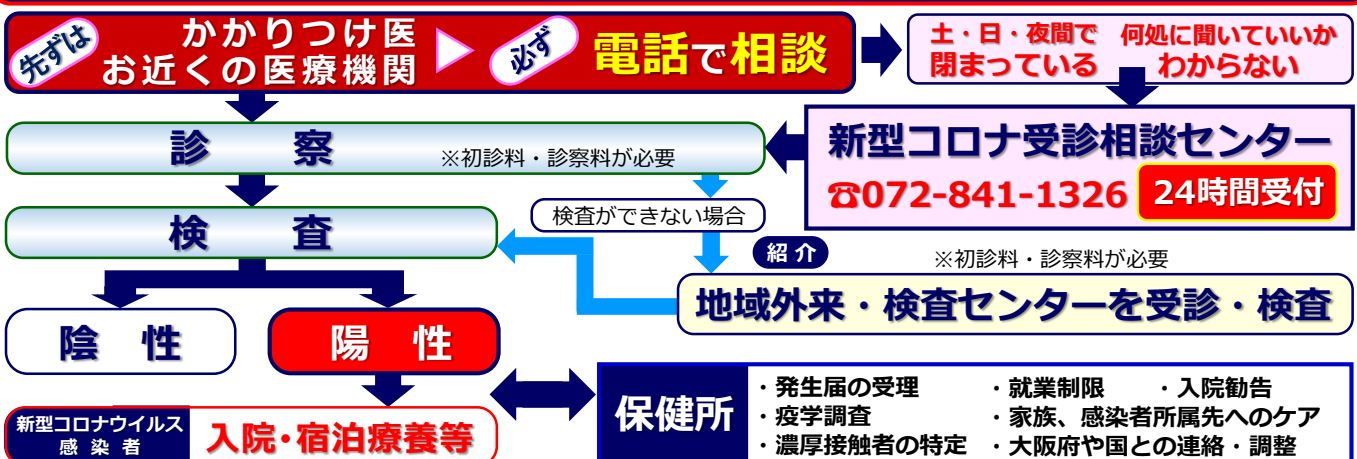 先ずは
かかりつけ医
お近くの医療機関
必ず
電話で相談
土・日・夜間で
閉まっている
何処に聞いていいか
わからない
新型コロナ受診相談センター
☎072-841-1326 24時間受付
診 察
※初診料・診察料が必要
検 査
検査ができない場合
紹 介
※初診料・診察料が必要
地域外来・検査センターを受診・検査
陰 性
陽 性
新型コロナウイルス
感 染 者
入院・宿泊療養等
保健所
・発生届の受理 ・就業制限 ・入院勧告
・疫学調査 ・家族、感染者所属先へのケア
・濃厚接触者の特定 ・大阪府や国との連絡・調整